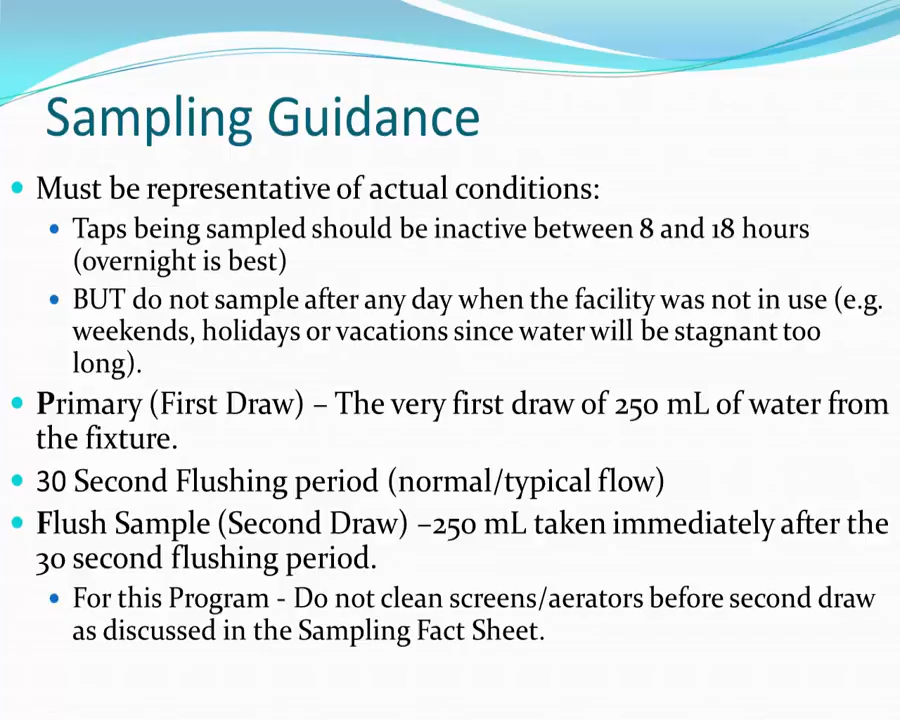 Sampling Guidance
• Must be representative of actual conditions:
• Taps being sampled should be inactive between 8 and 18 hours
(overnight is best)
• BUT do not sample after any day when the facility was not in use (e.g.
weekends, holidays or vacations since water will be stagnant too
long).
• Primary (First Draw) – The very first draw of 250 mL of water from
the fixture.
• 30 Second Flushing period (normal/typical flow)
• Flush Sample (Second Draw) –250 mL taken immediately after the
30 second flushing period.
• For this Program - Do not clean screens/aerators before second draw
as discussed in the Sampling Fact Sheet.